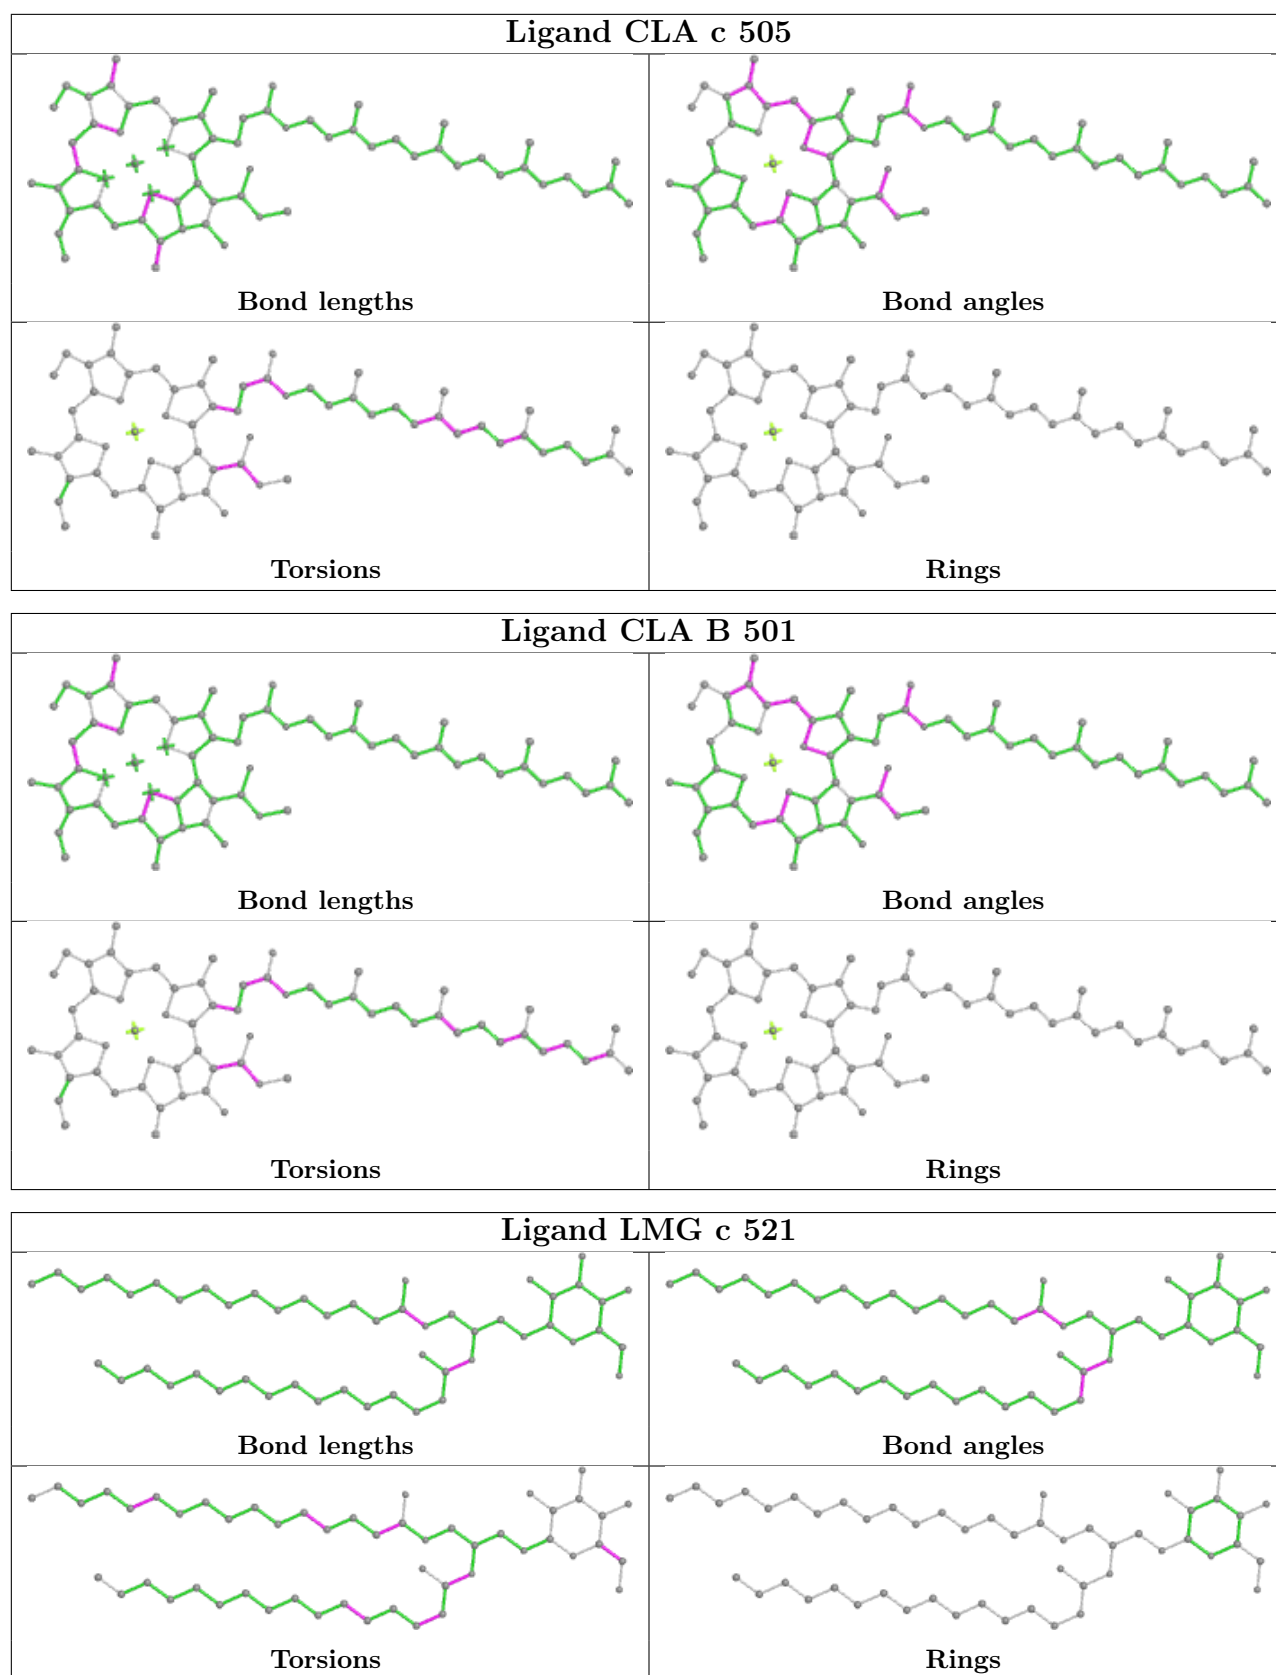 Ligand CLA c 505
Bond lengths
Bond angles
Torsions
Rings
Ligand CLA B 501
Bond lengths
Bond angles
Torsions
Rings
Ligand LMG c 521
Bond lengths
Bond angles
Torsions
Rings